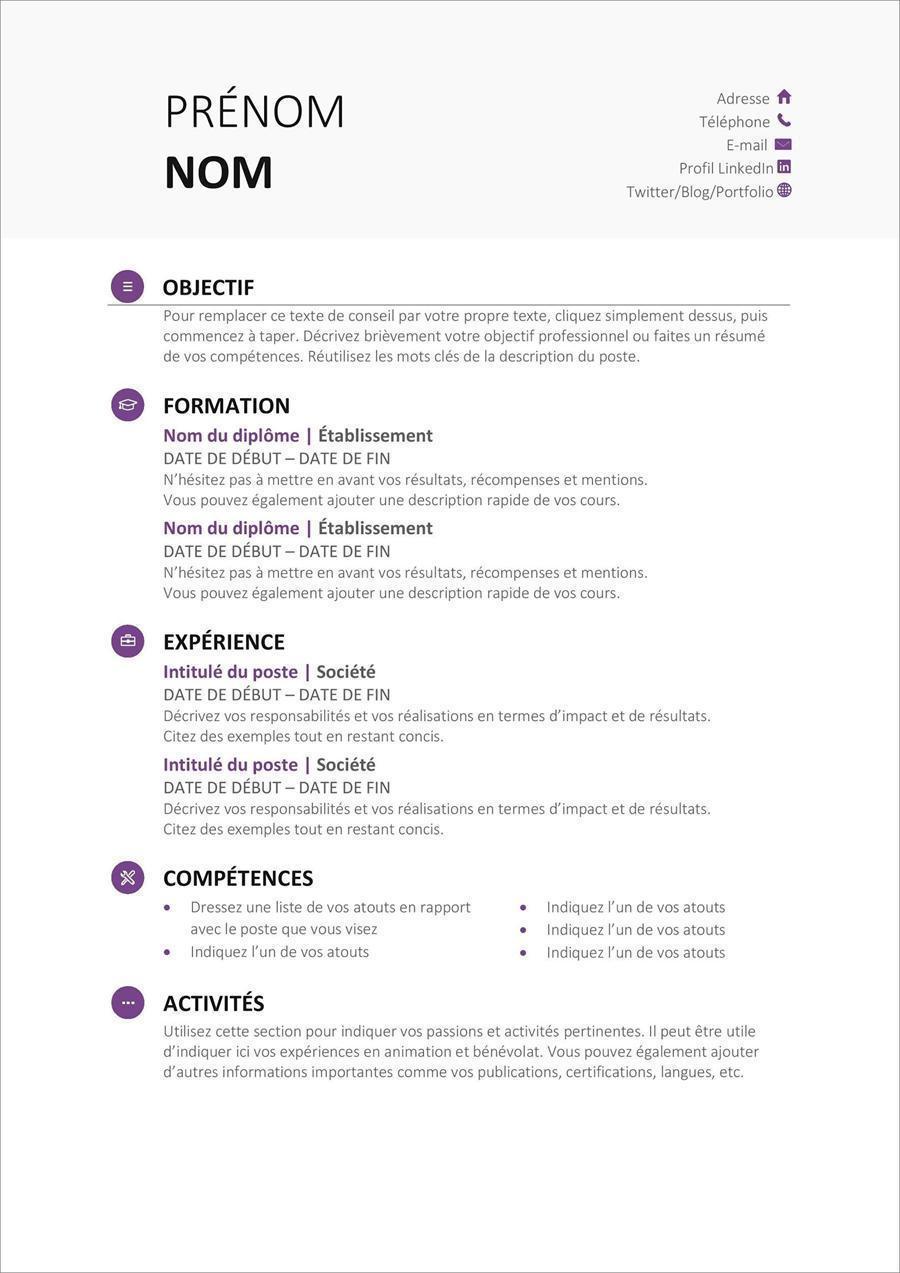 PRÉNOM
NOM
Adresse
Téléphone
E-mail
Profil LinkedIn
Twitter/Blog/Portfolio
OBJECTIF
Pour remplacer ce texte de conseil par votre propre texte, cliquez simplement dessus, puis
commencez à taper. Décrivez brièvement votre objectif professionnel ou faites un résumé
de vos compétences. Réutilisez les mots clés de la description du poste.
FORMATION
Nom du diplôme | Établissement
DATE DE DÉBUT – DATE DE FIN
N’hésitez pas à mettre en avant vos résultats, récompenses et mentions.
Vous pouvez également ajouter une description rapide de vos cours.
Nom du diplôme | Établissement
DATE DE DÉBUT – DATE DE FIN
N’hésitez pas à mettre en avant vos résultats, récompenses et mentions.
Vous pouvez également ajouter une description rapide de vos cours.
EXPÉRIENCE
Intitulé du poste | Société
DATE DE DÉBUT – DATE DE FIN
Décrivez vos responsabilités et vos réalisations en termes d’impact et de résultats.
Citez des exemples tout en restant concis.
Intitulé du poste | Société
DATE DE DÉBUT – DATE DE FIN
Décrivez vos responsabilités et vos réalisations en termes d’impact et de résultats.
Citez des exemples tout en restant concis.
COMPÉTENCES
• Dressez une liste de vos atouts en rapport
avec le poste que vous visez
• Indiquez l’un de vos atouts
• Indiquez l’un de vos atouts
• Indiquez l’un de vos atouts
• Indiquez l’un de vos atouts
ACTIVITÉS
Utilisez cette section pour indiquer vos passions et activités pertinentes. Il peut être utile
d’indiquer ici vos expériences en animation et bénévolat. Vous pouvez également ajouter
d’autres informations importantes comme vos publications, certifications, langues, etc.